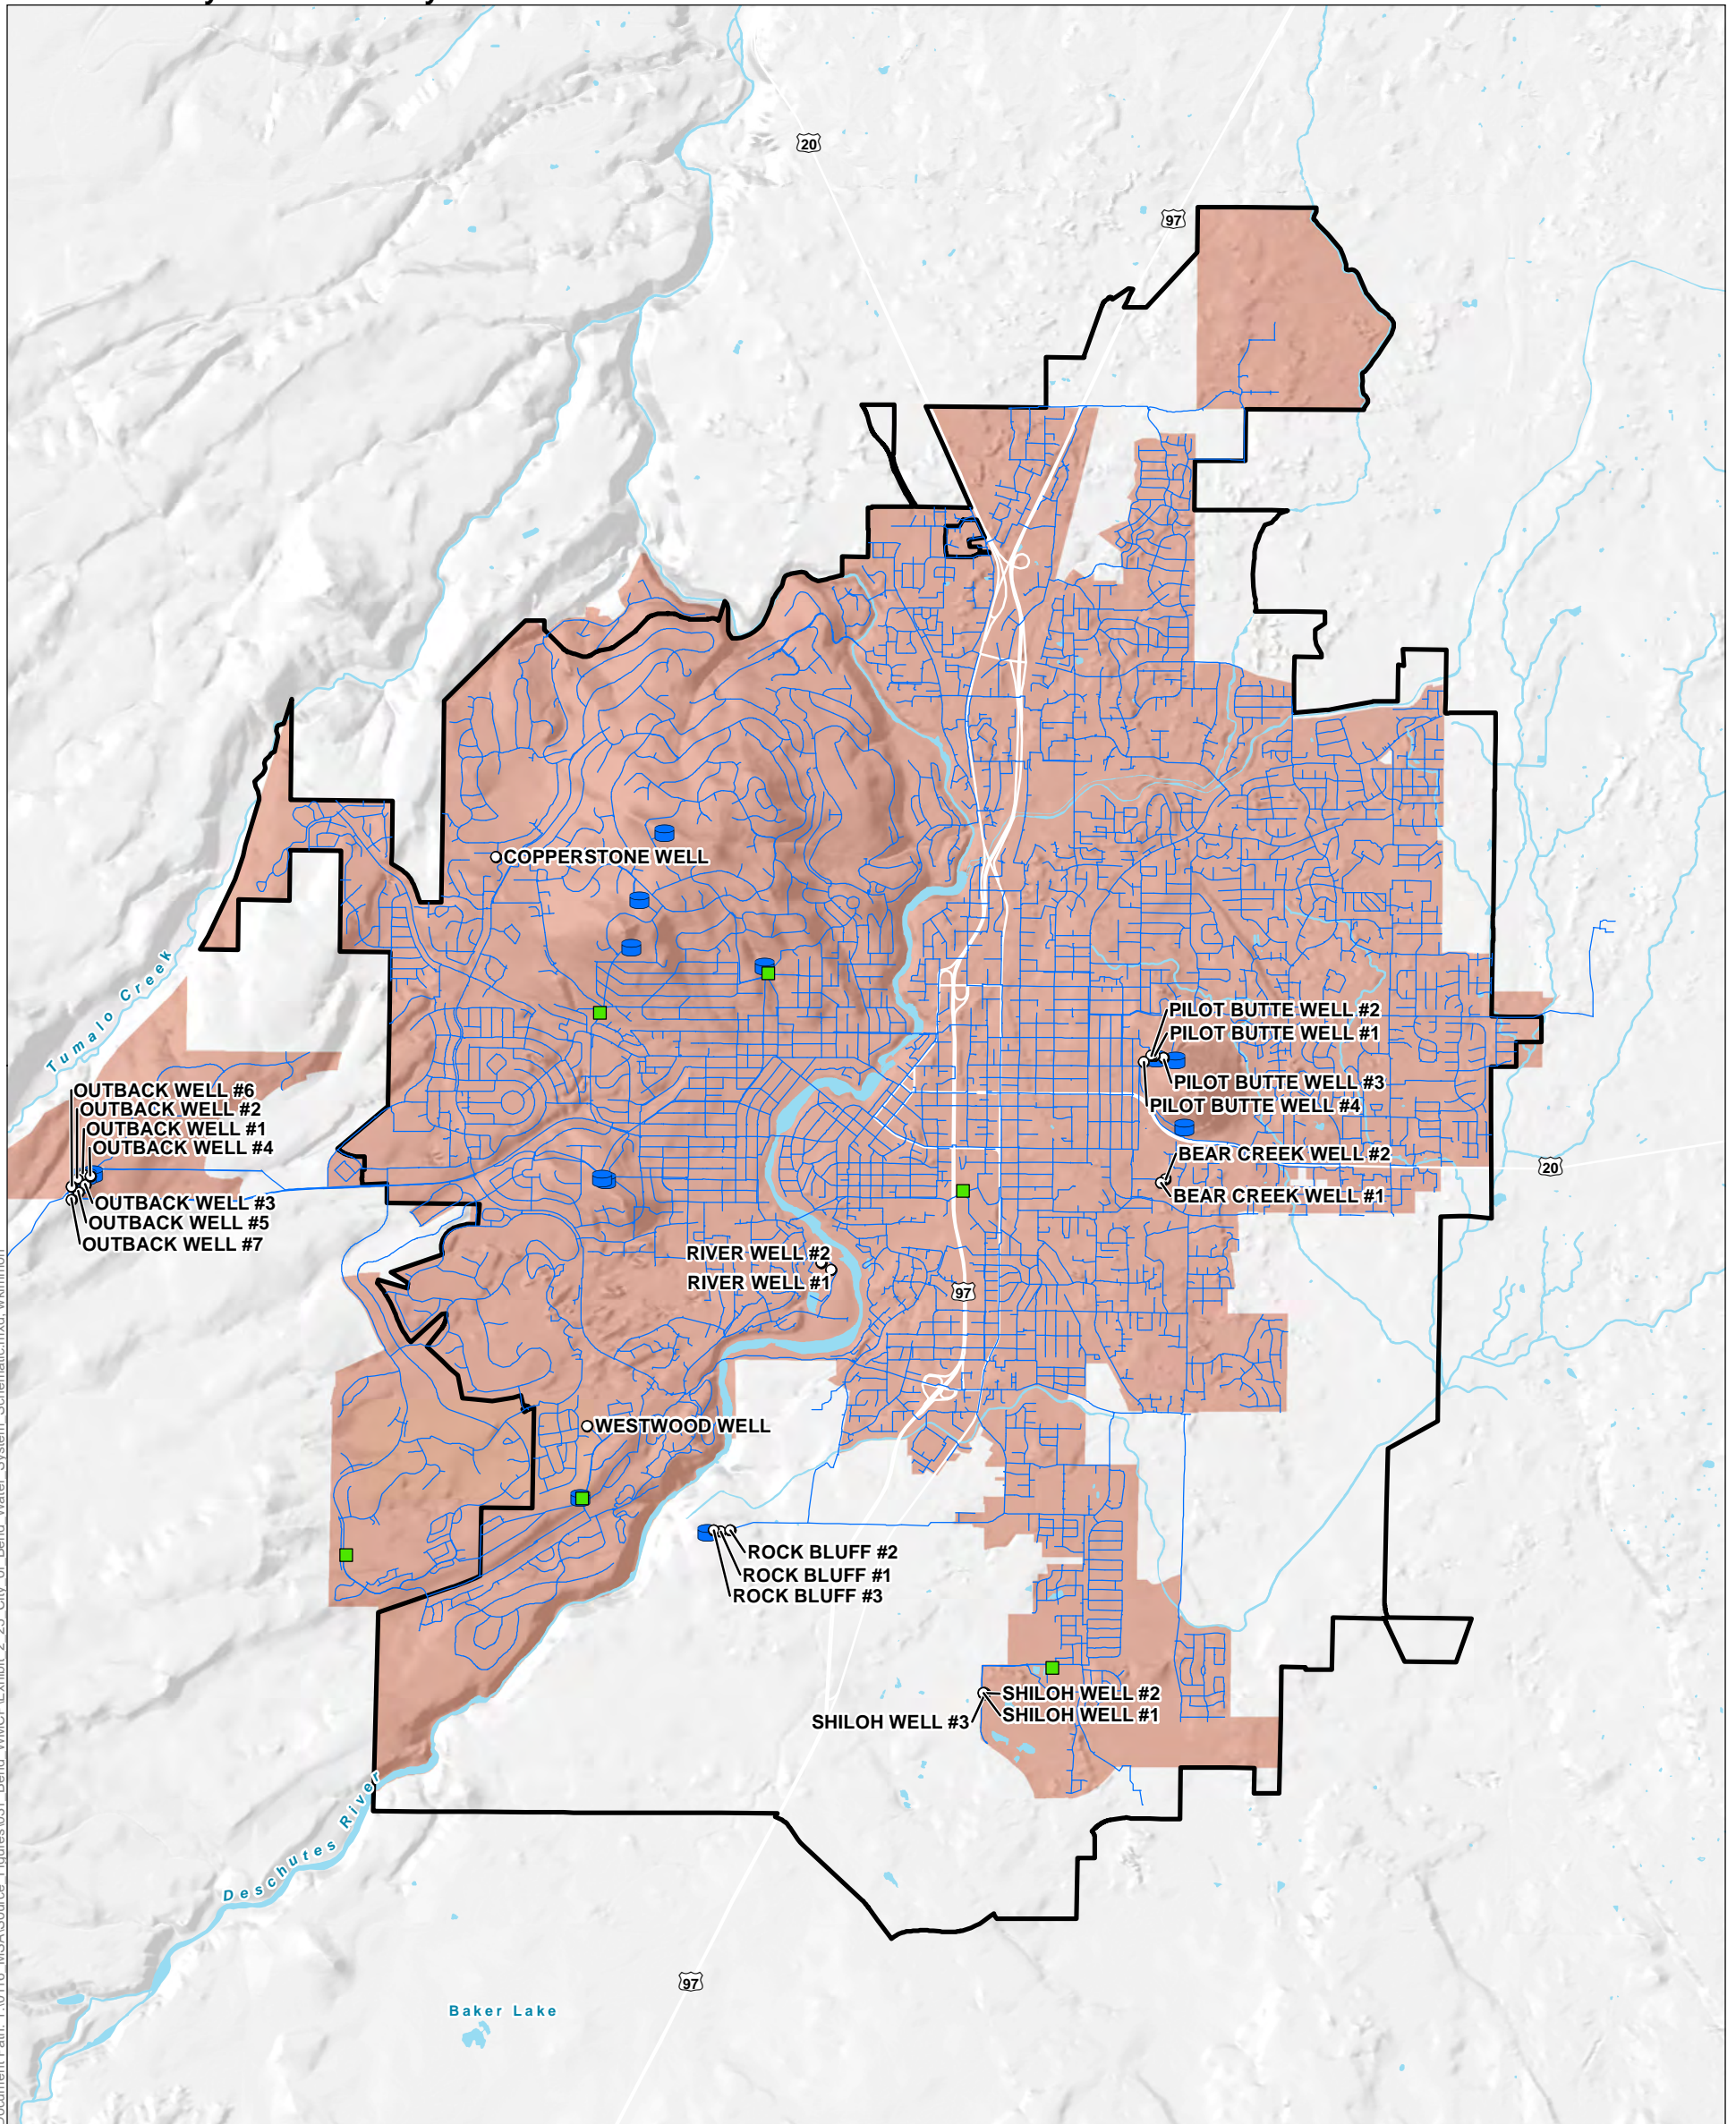 20
97
COPPERSTONE WELL
Tumalo Creek
PILOT BUTTE WELL #2
PILOT BUTTE WELL #1
PILOT BUTTE WELL #3
PILOT BUTTE WELL #4
OUTBACK WELL #6
OUTBACK WELL #2
OUTBACK WELL #1
OUTBACK WELL #4
BEAR CREEK WELL #2
20
BEAR CREEK WELL #1
OUTBACK WELL #3
OUTBACK WELL #5
OUTBACK WELL #7
RIVER WELL #2
RIVER WELL #1
97
WESTWOOD WELL
ROCK BLUFF #2
ROCK BLUFF #1
ROCK BLUFF #3
SHILOH WELL #2
SHILOH WELL #1
SHILOH WELL #3
Deschutes River
97
Baker Lake